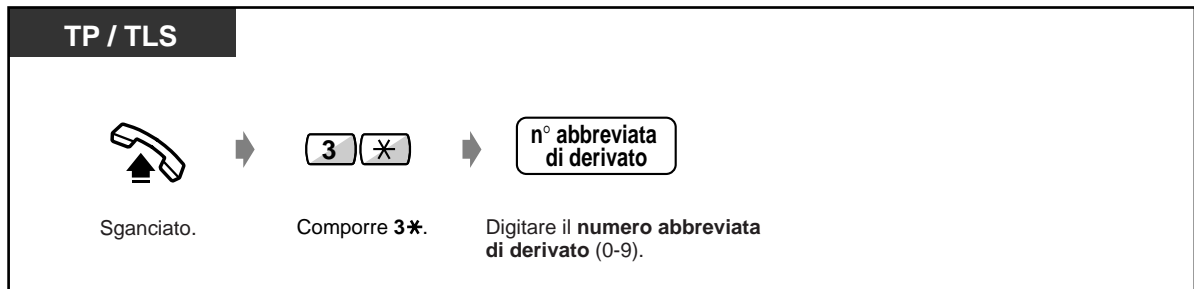 TP / TLS
3 ✳
n° abbreviata
di derivato
Sganciato.
Comporre 3✳.
Digitare il numero abbreviata
di derivato (0-9).